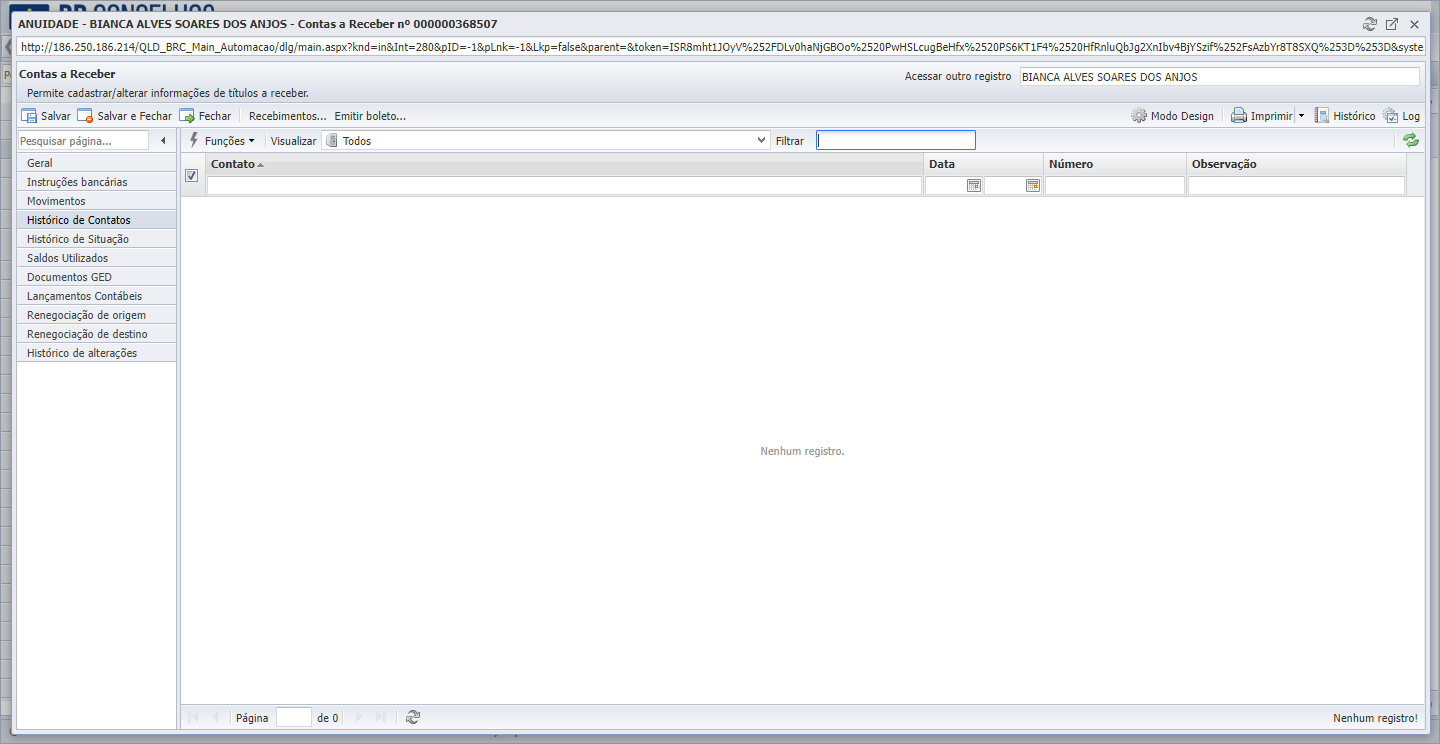 ANUIDADE - BIANCA ALVES SOARES DOS ANJOS - Contas a Receber nº 000000368507
http://186.250.186.214/QLD_BRC_Main_Automacao/dlg/main.aspx?knd=in&Int=280&pID=-1&pLnk=-1&Lkp=false&parent=&token=ISR8mht1JOyV%252FDLv0haNjGBOo%2520PwHSLcugBeHfx%2520PS6KT1F4%2520HfRnluQbJg2XnIbv4BjYSzif%252FsAzbYr8T8SXQ%253D%253D&syste
Contas a Receber
Acessar outro registro BIANCA ALVES SOARES DOS ANJOS
Permite cadastrar/alterar informações de títulos a receber.
Salvar Salvar e Fechar Fechar Recebimentos... Emitir boleto... Modo Design Imprimir Histórico Log
Pesquisar página... Funções Visualizar Todos Filtrar
Geral
Instruções bancárias
Movimentos
Histórico de Contatos
Histórico de Situação
Saldos Utilizados
Documentos GED
Lançamentos Contábeis
Renegociação de origem
Renegociação de destino
Histórico de alterações
Contato Data Número Observação
Nenhum registro.
Página de 0 Nenhum registro!